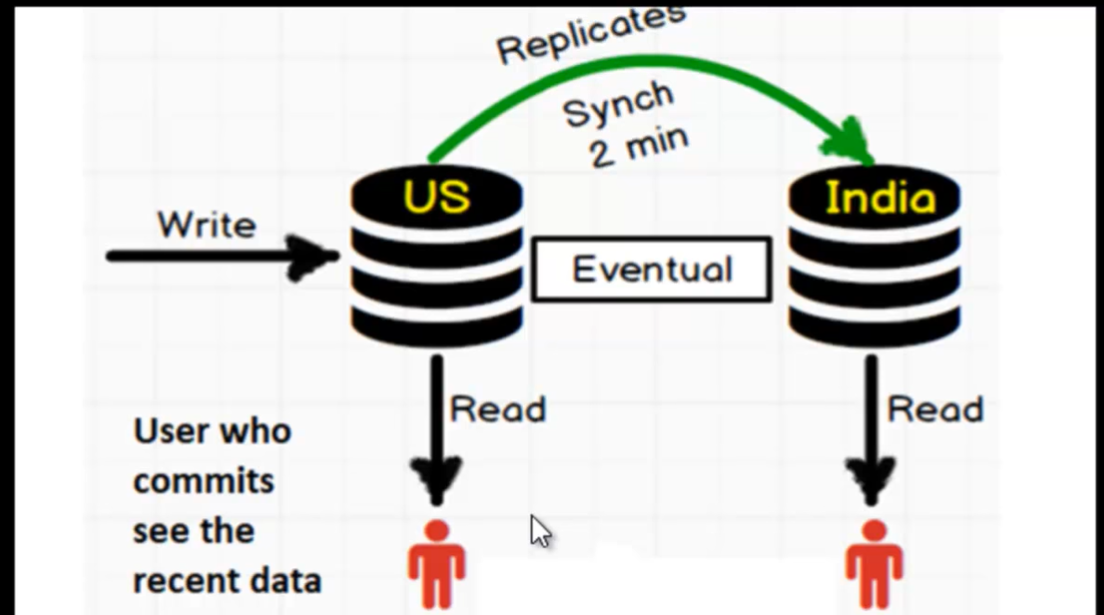 Replicates
Synch
2 min
US
India
Write
Eventual
Read
Read
User who
commits
see the
recent data